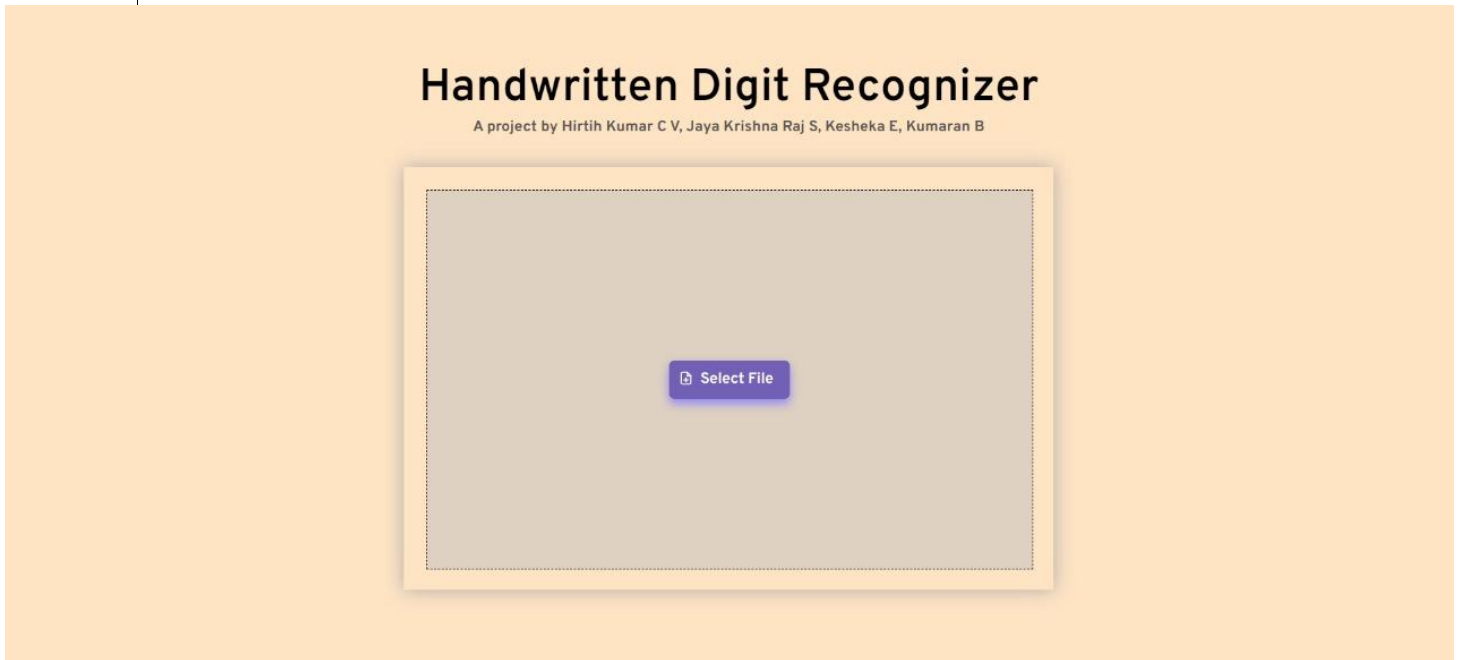 Handwritten Digit Recognizer
A project by Hirtih Kumar C V, Jaya Krishna Raj S, Kesheka E, Kumaran B
Select File